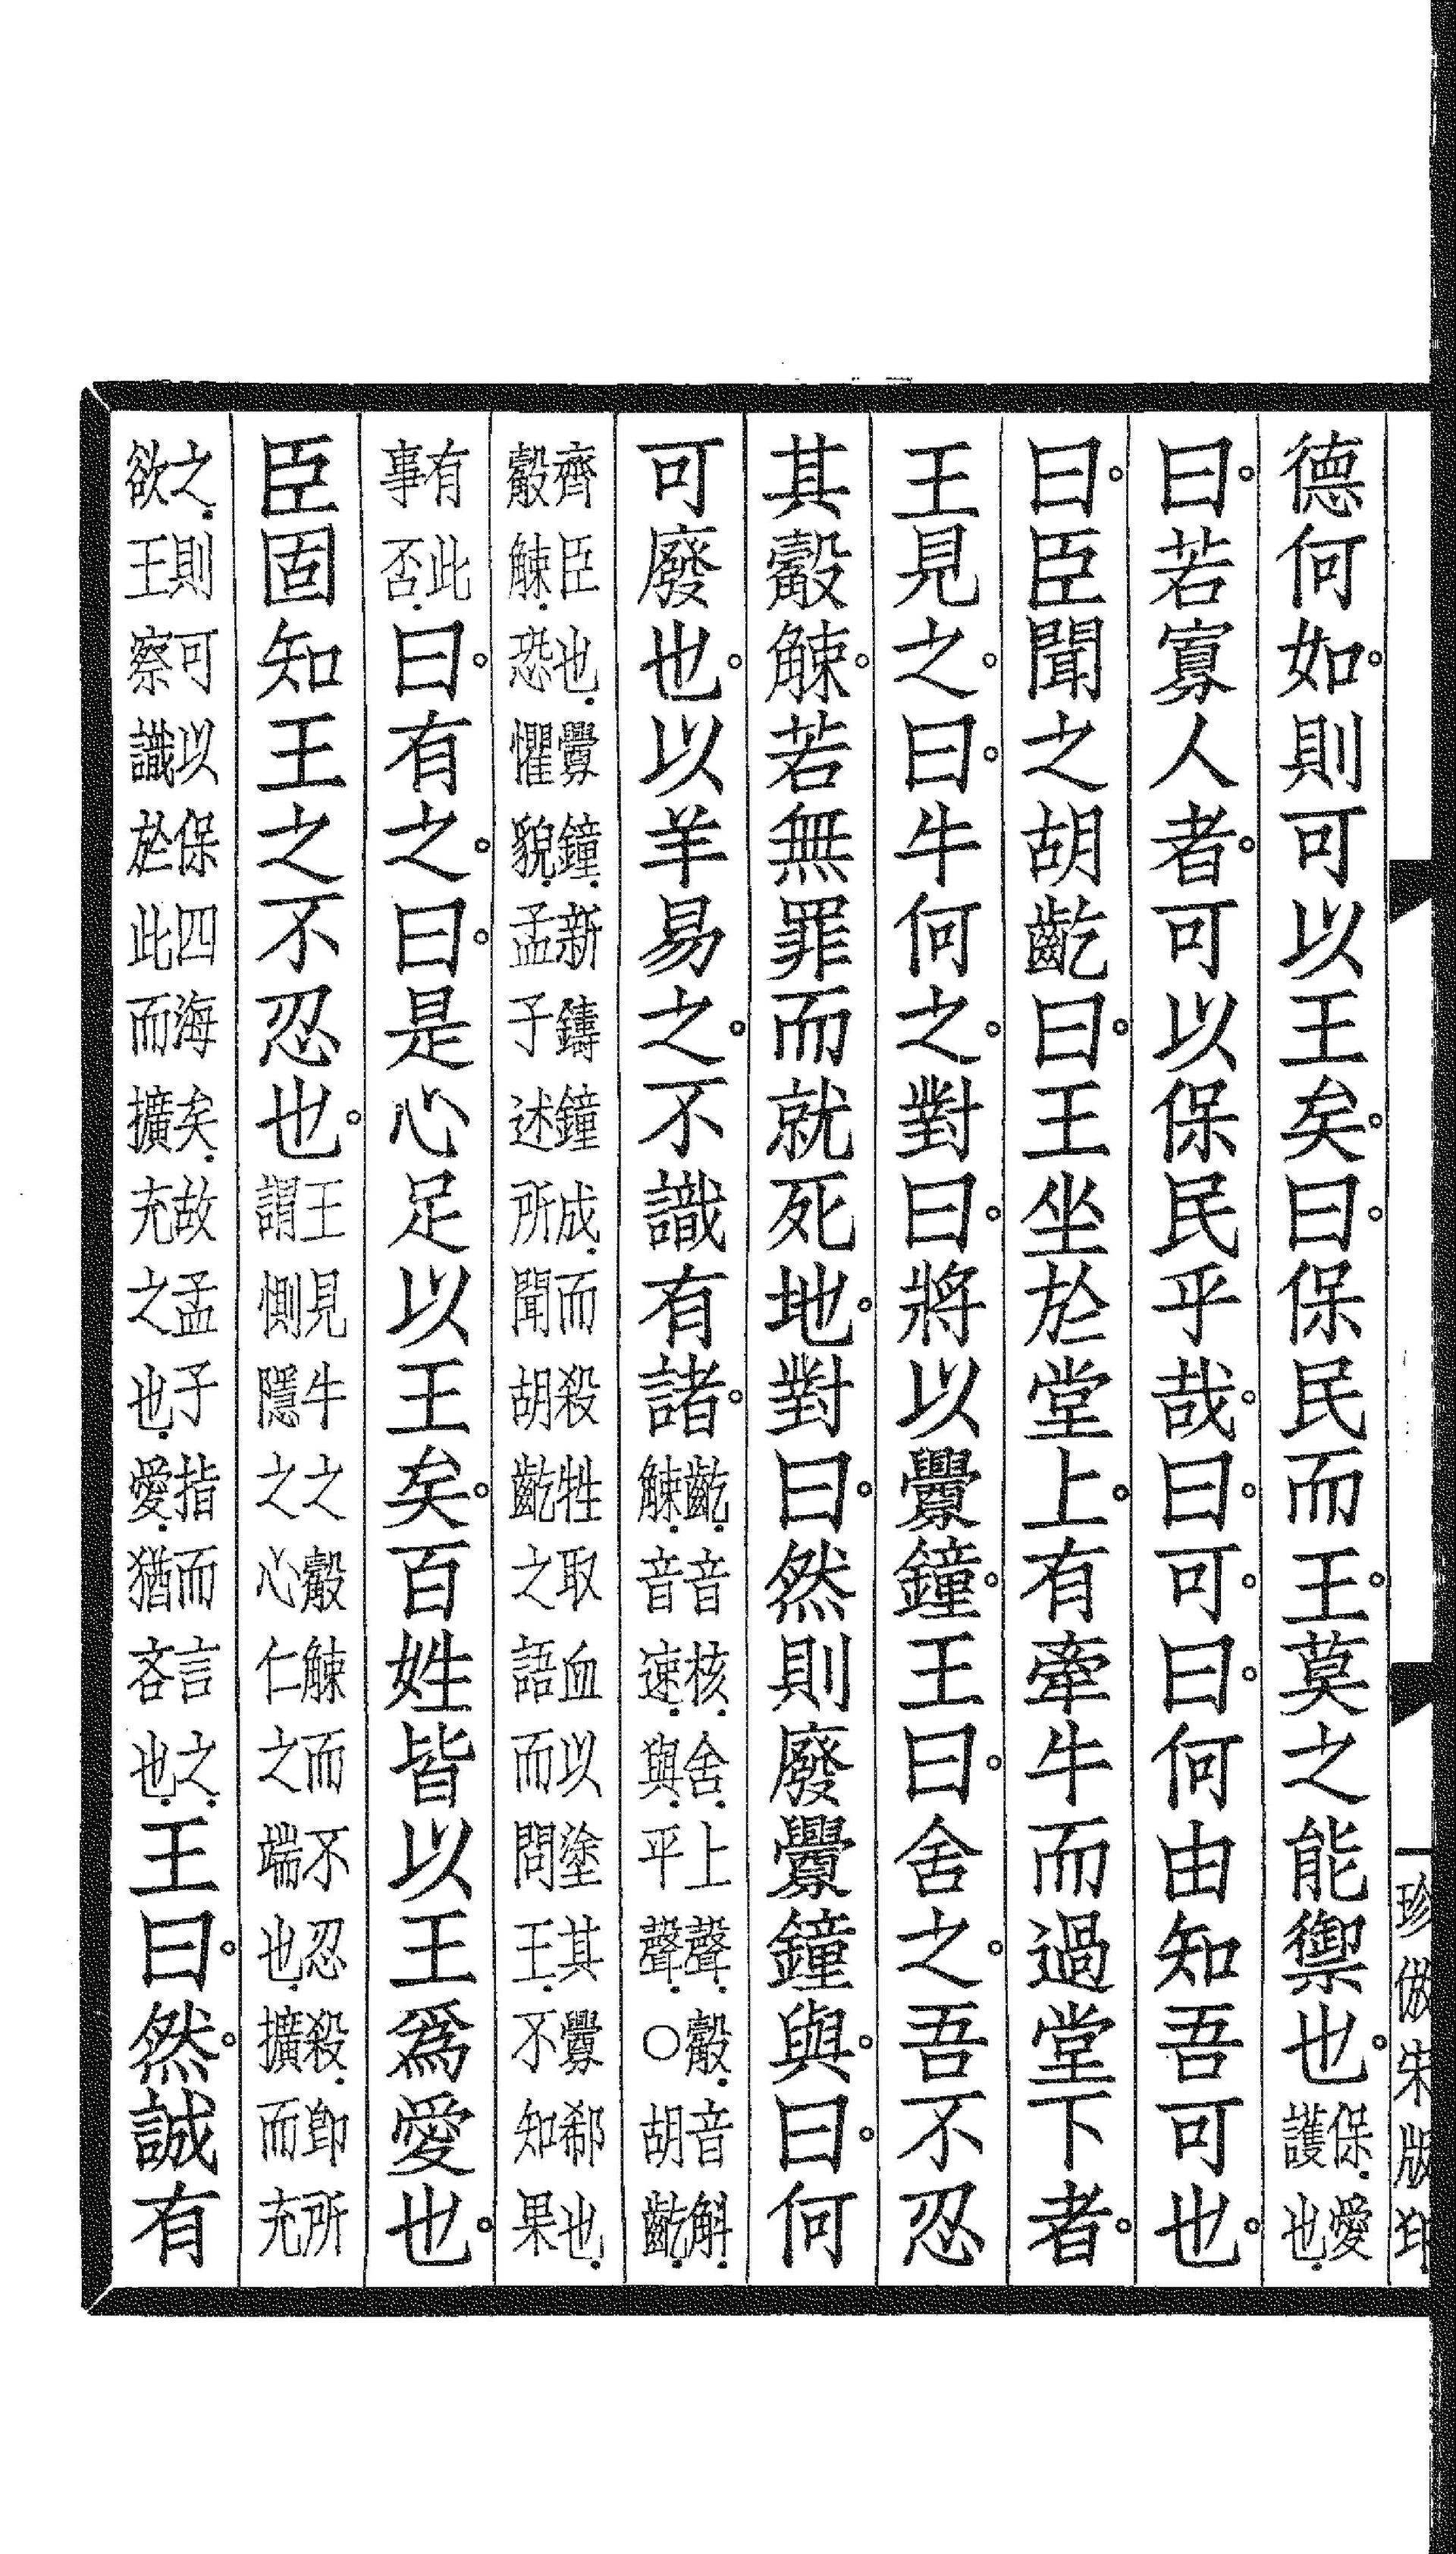 珍倣宋版印
德何如。則可以王矣。曰。保民而王。莫之能禦也。保．愛護也．
曰。若寡人者。可以保民乎哉。曰。可。曰。何由知吾可也。
曰。臣聞之胡齕曰。王坐於堂上。有牽牛而過堂下者。
王見之。曰。牛何之。對曰。將以釁鐘。王曰。舍之。吾不忍
其觳觫。若無罪而就死地。對曰。然則廢釁鐘與。曰。何
可廢也。以羊易之。不識有諸。齕．音核．舍．上聲．觳．音斛．觫．音速．與．平聲．○胡齕．
齊臣也．釁鐘．新鑄鐘成．而殺牲取血以塗其釁郤也．觳觫．恐懼貌．孟子述所聞胡齕之語而問王．不知果
有此事否．曰。有之。曰。是心足以王矣。百姓皆以王爲愛也。
臣固知王之不忍也。王見牛之觳觫而不忍殺．卽所謂惻隱之心仁之端也．擴而充
之．則可以保四海矣．故孟子指而言之．欲王察識於此而擴充之也．愛．猶吝也．王曰。然。誠有